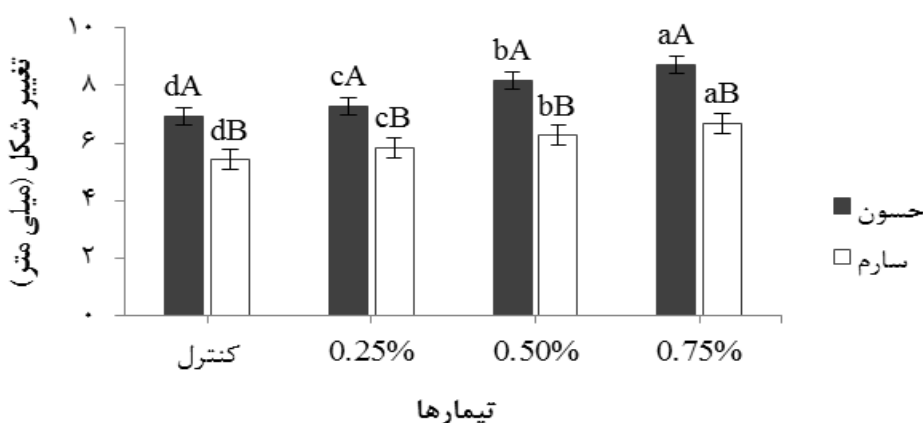 تغییر شکل (میلی متر)
۱۰
۸
۶
۴
۲
۰
dA
dB
cA
cB
bA
bB
aA
aB
کنترل
0.25%
0.50%
0.75%
تیمارها
حسون
سارم